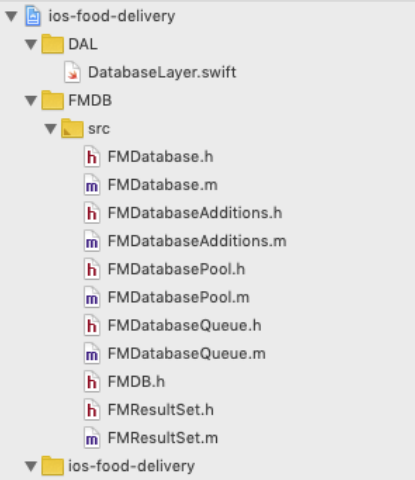 ios-food-delivery
DAL
DatabaseLayer.swift
FMDB
src
h FMDatabase.h
m FMDatabase.m
h FMDatabaseAdditions.h
m FMDatabaseAdditions.m
h FMDatabasePool.h
m FMDatabasePool.m
h FMDatabaseQueue.h
m FMDatabaseQueue.m
h FMDB.h
h FMResultSet.h
m FMResultSet.m
ios-food-delivery